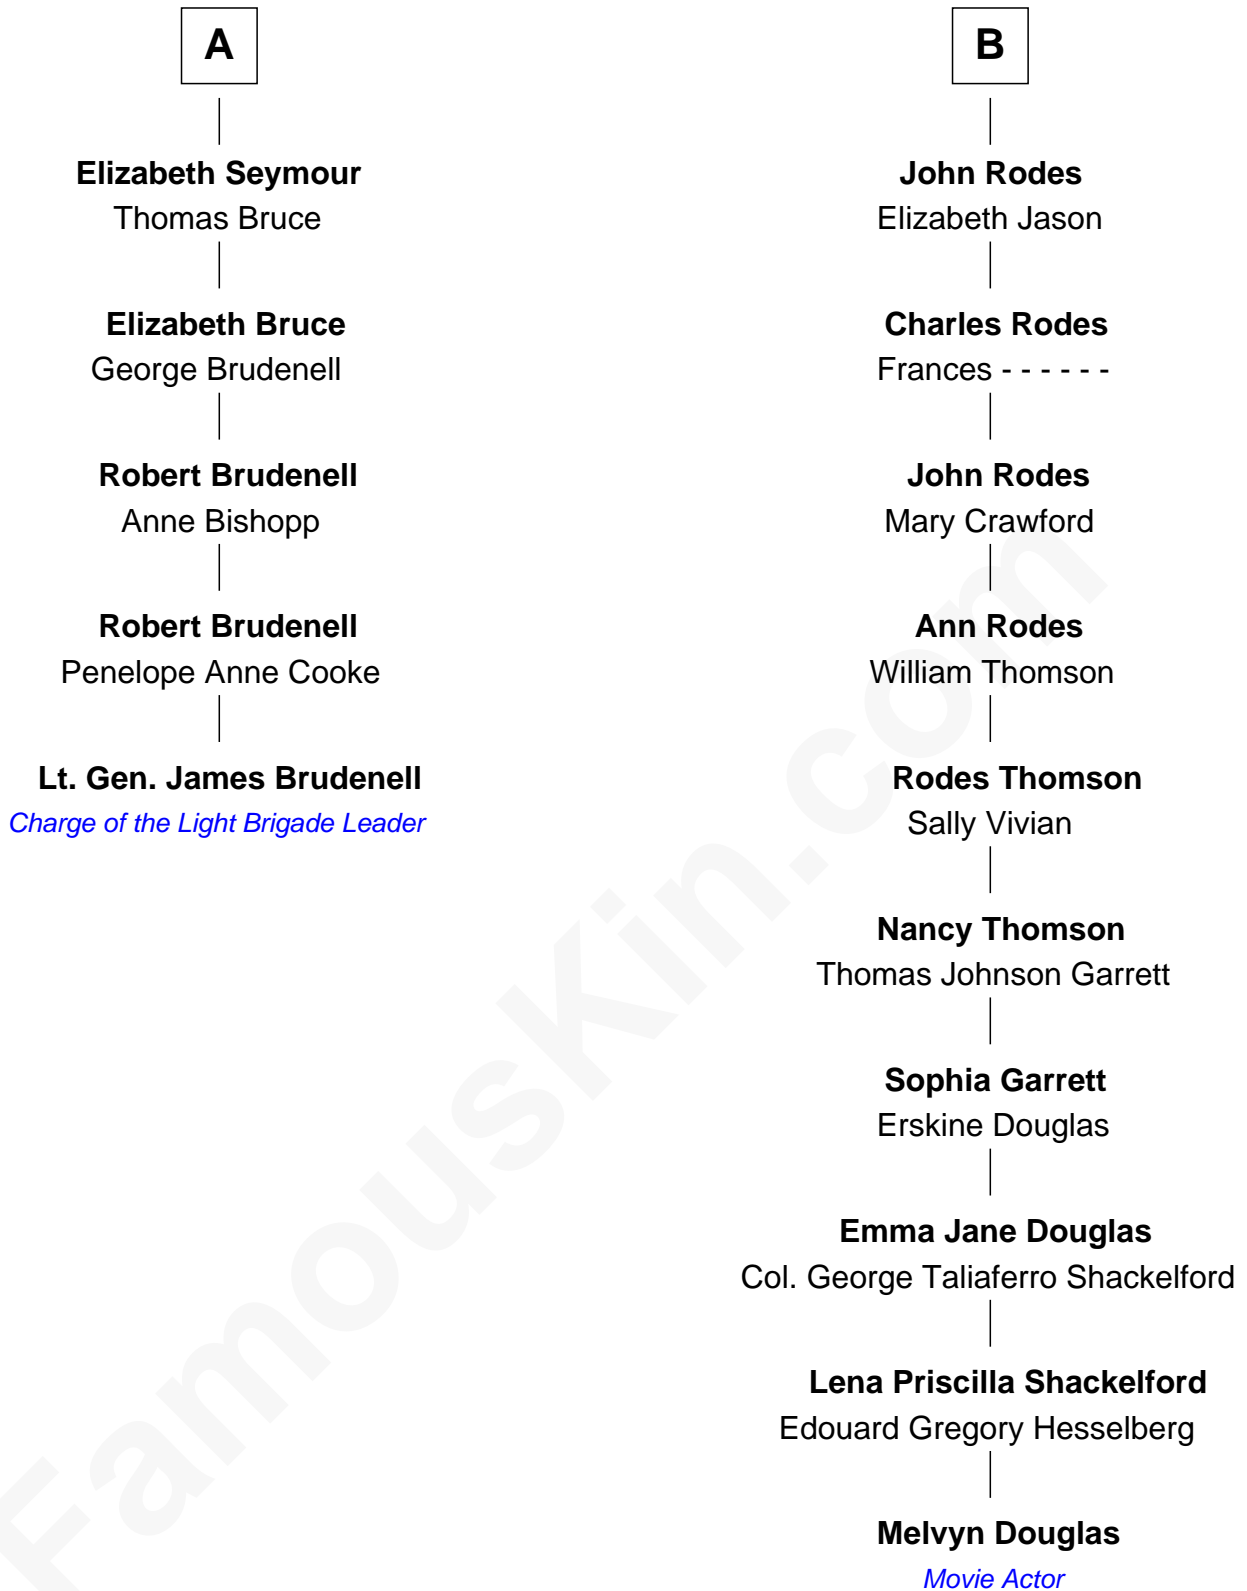 A
Elizabeth Seymour
Thomas Bruce
Elizabeth Bruce
George Brudenell
Robert Brudenell
Anne Bishopp
Robert Brudenell
Penelope Anne Cooke
Lt. Gen. James Brudenell
Charge of the Light Brigade Leader
B
John Rodes
Elizabeth Jason
Charles Rodes
Frances - - - - - -
John Rodes
Mary Crawford
Ann Rodes
William Thomson
Rodes Thomson
Sally Vivian
Nancy Thomson
Thomas Johnson Garrett
Sophia Garrett
Erskine Douglas
Emma Jane Douglas
Col. George Taliaferro Shackelford
Lena Priscilla Shackelford
Edouard Gregory Hesselberg
Melvyn Douglas
Movie Actor
FamousKin.com